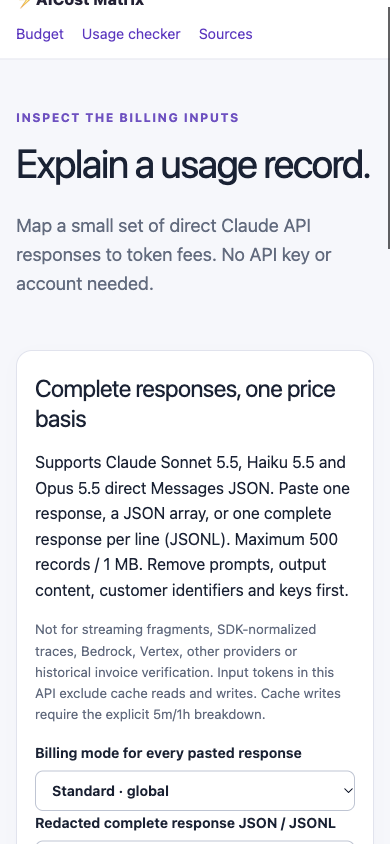 ⚡ AICost Matrix
Budget Usage checker Sources
INSPECT THE BILLING INPUTS
Explain a usage record.
Map a small set of direct Claude API
responses to token fees. No API key or
account needed.
Complete responses, one price
basis
Supports Claude Sonnet 5.5, Haiku 5.5 and
Opus 5.5 direct Messages JSON. Paste one
response, a JSON array, or one complete
response per line (JSONL). Maximum 500
records / 1 MB. Remove prompts, output
content, customer identifiers and keys first.
Not for streaming fragments, SDK-normalized
traces, Bedrock, Vertex, other providers or
historical invoice verification. Input tokens in this
API exclude cache reads and writes. Cache writes
require the explicit 5m/1h breakdown.
Billing mode for every pasted response
Standard · global
Redacted complete response JSON / JSONL